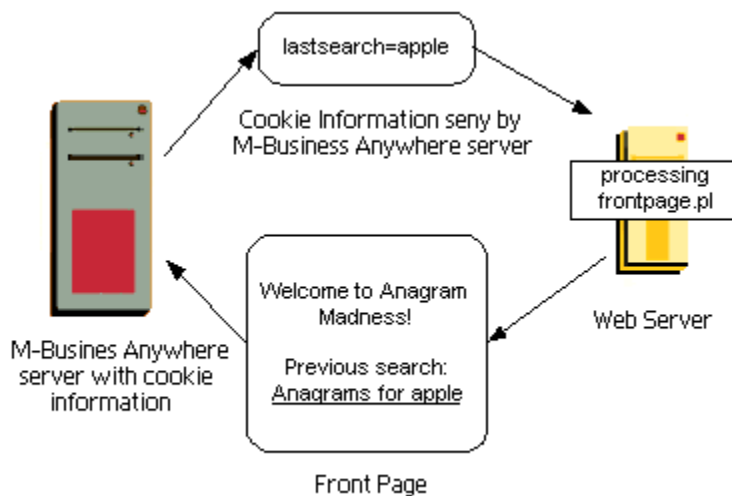 lastsearch=apple
Cookie Information seny by
M-Business Anywhere server
processing
frontpage.pl
Web Server
Welcome to Anagram
Madness!
Previous search:
Anagrams for apple
M-Busines Anywhere
server with cookie
information
Front Page